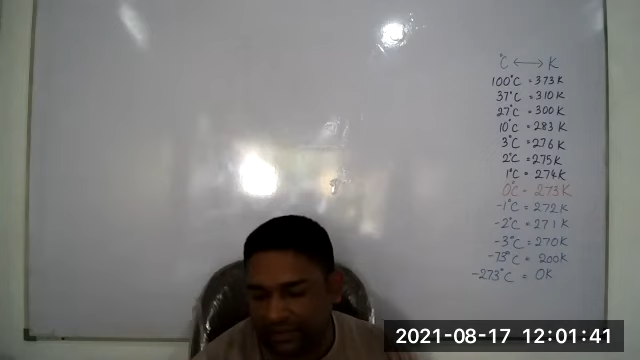 °C ⟷ K
100°C = 373K
37°C = 310K
27°C = 300K
10°C = 283K
3°C = 276K
2°C = 275K
1°C = 274K
0°C = 273K
-1°C = 272K
-2°C = 271K
-3°C = 270K
-73°C = 200K
-273°C = 0K
2021-08-17 12:01:41